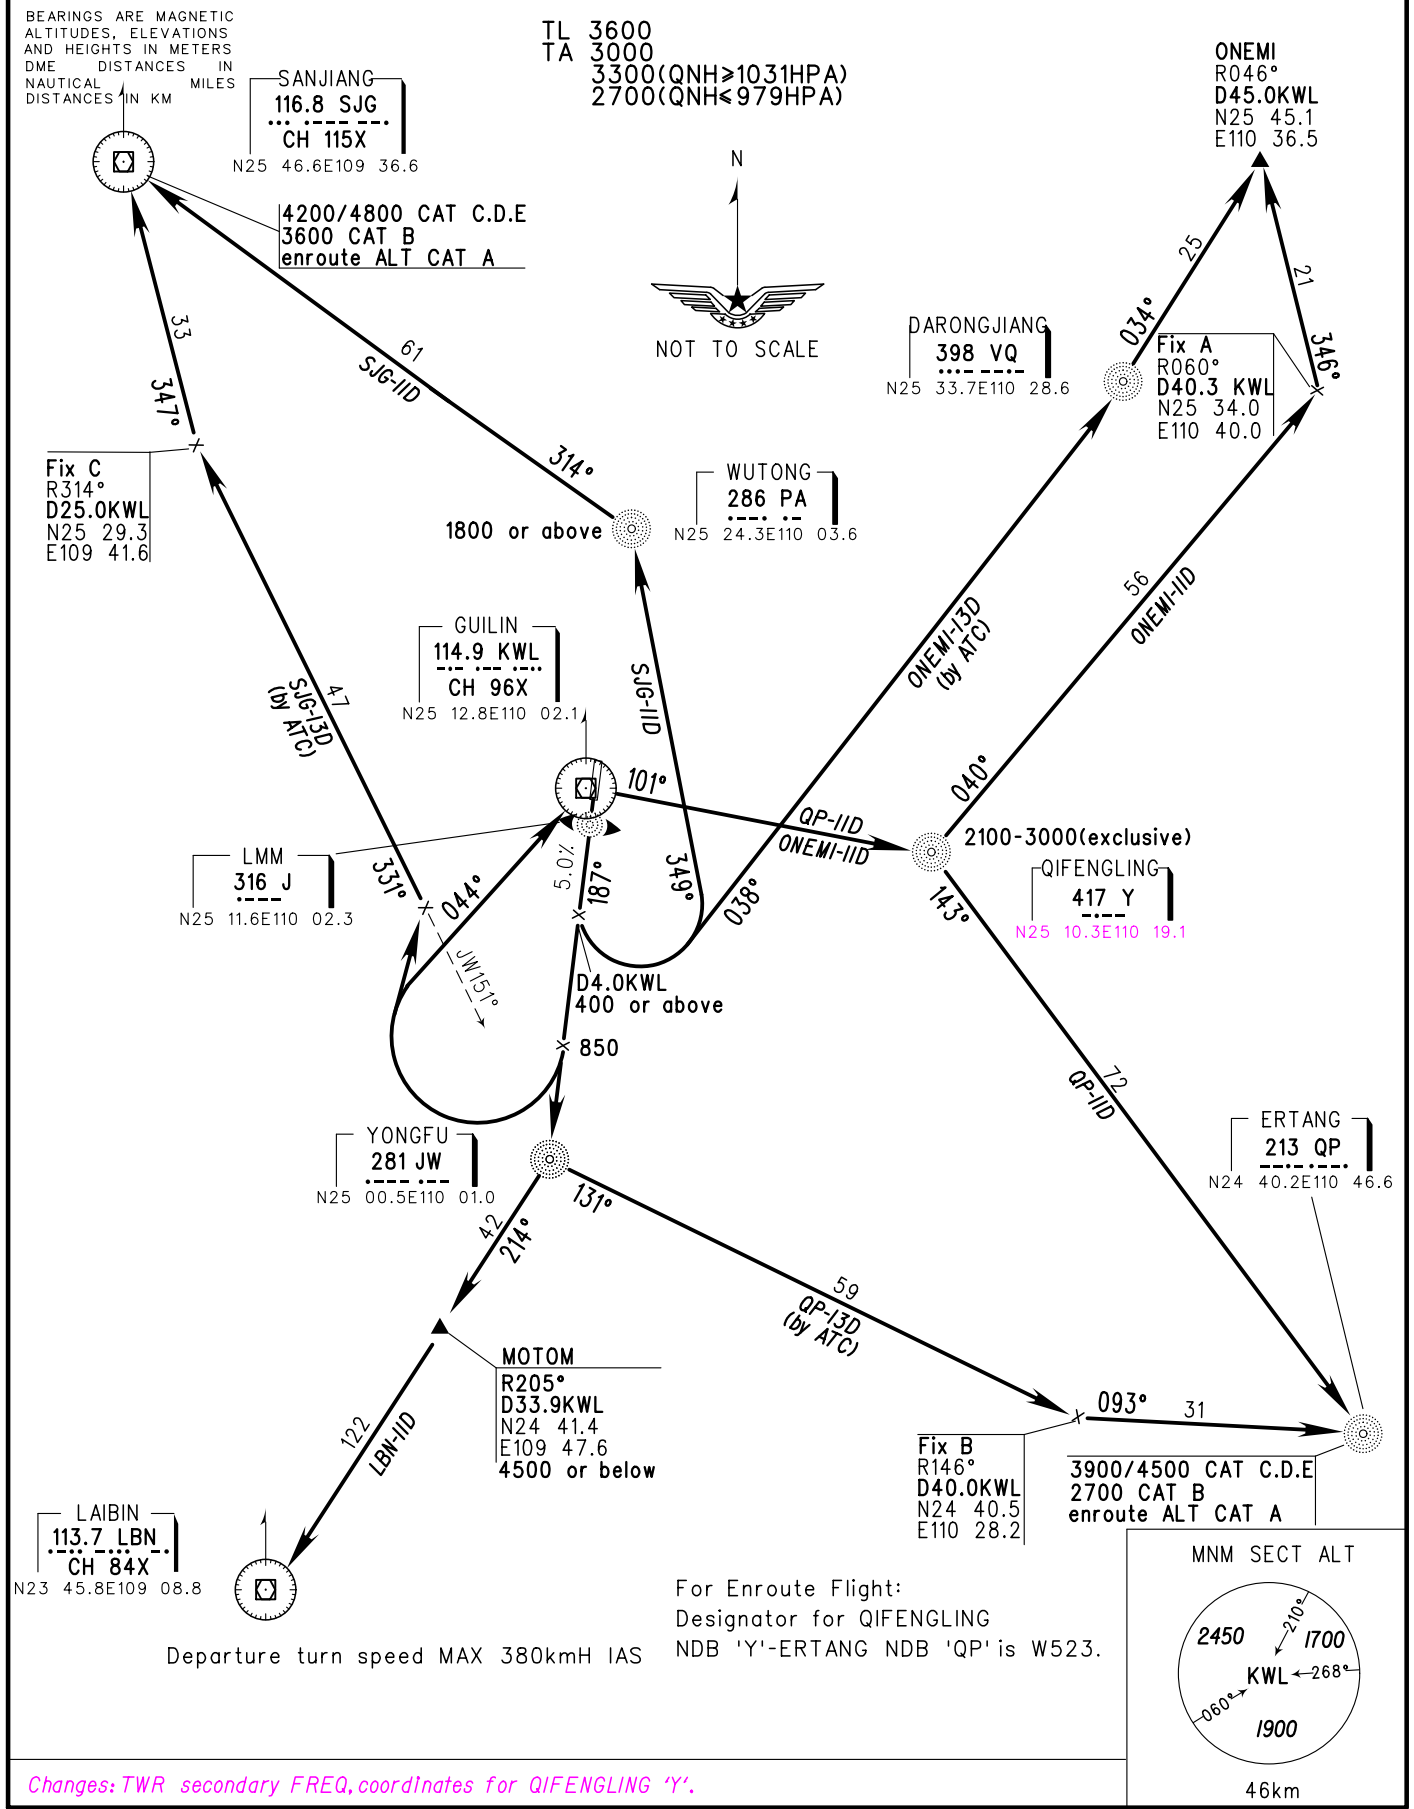 BEARINGS ARE MAGNETIC
ALTITUDES, ELEVATIONS
AND HEIGHTS IN METERS
DME DISTANCES IN
NAUTICAL MILES
DISTANCES IN KM
TL 3600
TA 3000
3300(QNH≥1031HPA)
2700(QNH≤979HPA)
ONEMI
R046°
D45.0KWL
N25 45.1
E110 36.5
SANJIANG
116.8 SJG
CH 115X
N25 46.6E109 36.6
4200/4800 CAT C.D.E
3600 CAT B
enroute ALT CAT A
N
NOT TO SCALE
25
21
034°
346°
DARONGJIANG
398 VQ
N25 33.7E110 28.6
Fix A
R060°
D40.3 KWL
N25 34.0
E110 40.0
33
347°
61
SJG-11D
314°
Fix C
R314°
D25.0KWL
N25 29.3
E109 41.6
1800 or above
WUTONG
286 PA
N25 24.3E110 03.6
56
ONEMI-11D
ONEMI-13D
(by ATC)
GUILIN
114.9 KWL
CH 96X
N25 12.8E110 02.1
SJG-11D
47
SJG-13D
(by ATC)
101°
QP-11D
ONEMI-11D
040°
2100-3000(exclusive)
QIFENGLING
417 Y
N25 10.3E110 19.1
LMM
316 J
N25 11.6E110 02.3
331°
044°
5.0%
187°
349°
038°
143°
JW151°
D4.0KWL
400 or above
850
72
QP-11D
YONGFU
281 JW
N25 00.5E110 01.0
ERTANG
213 QP
N24 40.2E110 46.6
131°
42
214°
59
QP-13D
(by ATC)
MOTOM
R205°
D33.9KWL
N24 41.4
E109 47.6
4500 or below
093°
31
122
LBN-11D
Fix B
R146°
D40.0KWL
N24 40.5
E110 28.2
3900/4500 CAT C.D.E
2700 CAT B
enroute ALT CAT A
LAIBIN
113.7 LBN
CH 84X
N23 45.8E109 08.8
For Enroute Flight:
Designator for QIFENGLING
NDB 'Y'-ERTANG NDB 'QP' is W523.
Departure turn speed MAX 380kmH IAS
MNM SECT ALT
2450
210°
1700
KWL
268°
060°
1900
46km
Changes: TWR secondary FREQ, coordinates for QIFENGLING 'Y'.